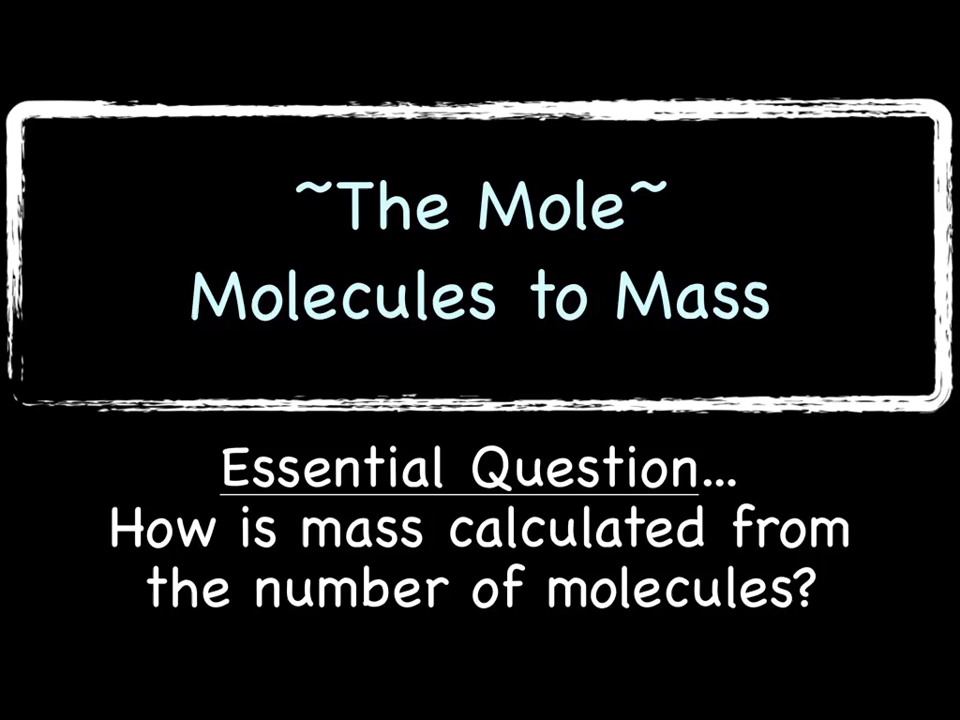 ~The Mole~
Molecules to Mass
Essential Question...
How is mass calculated from
the number of molecules?